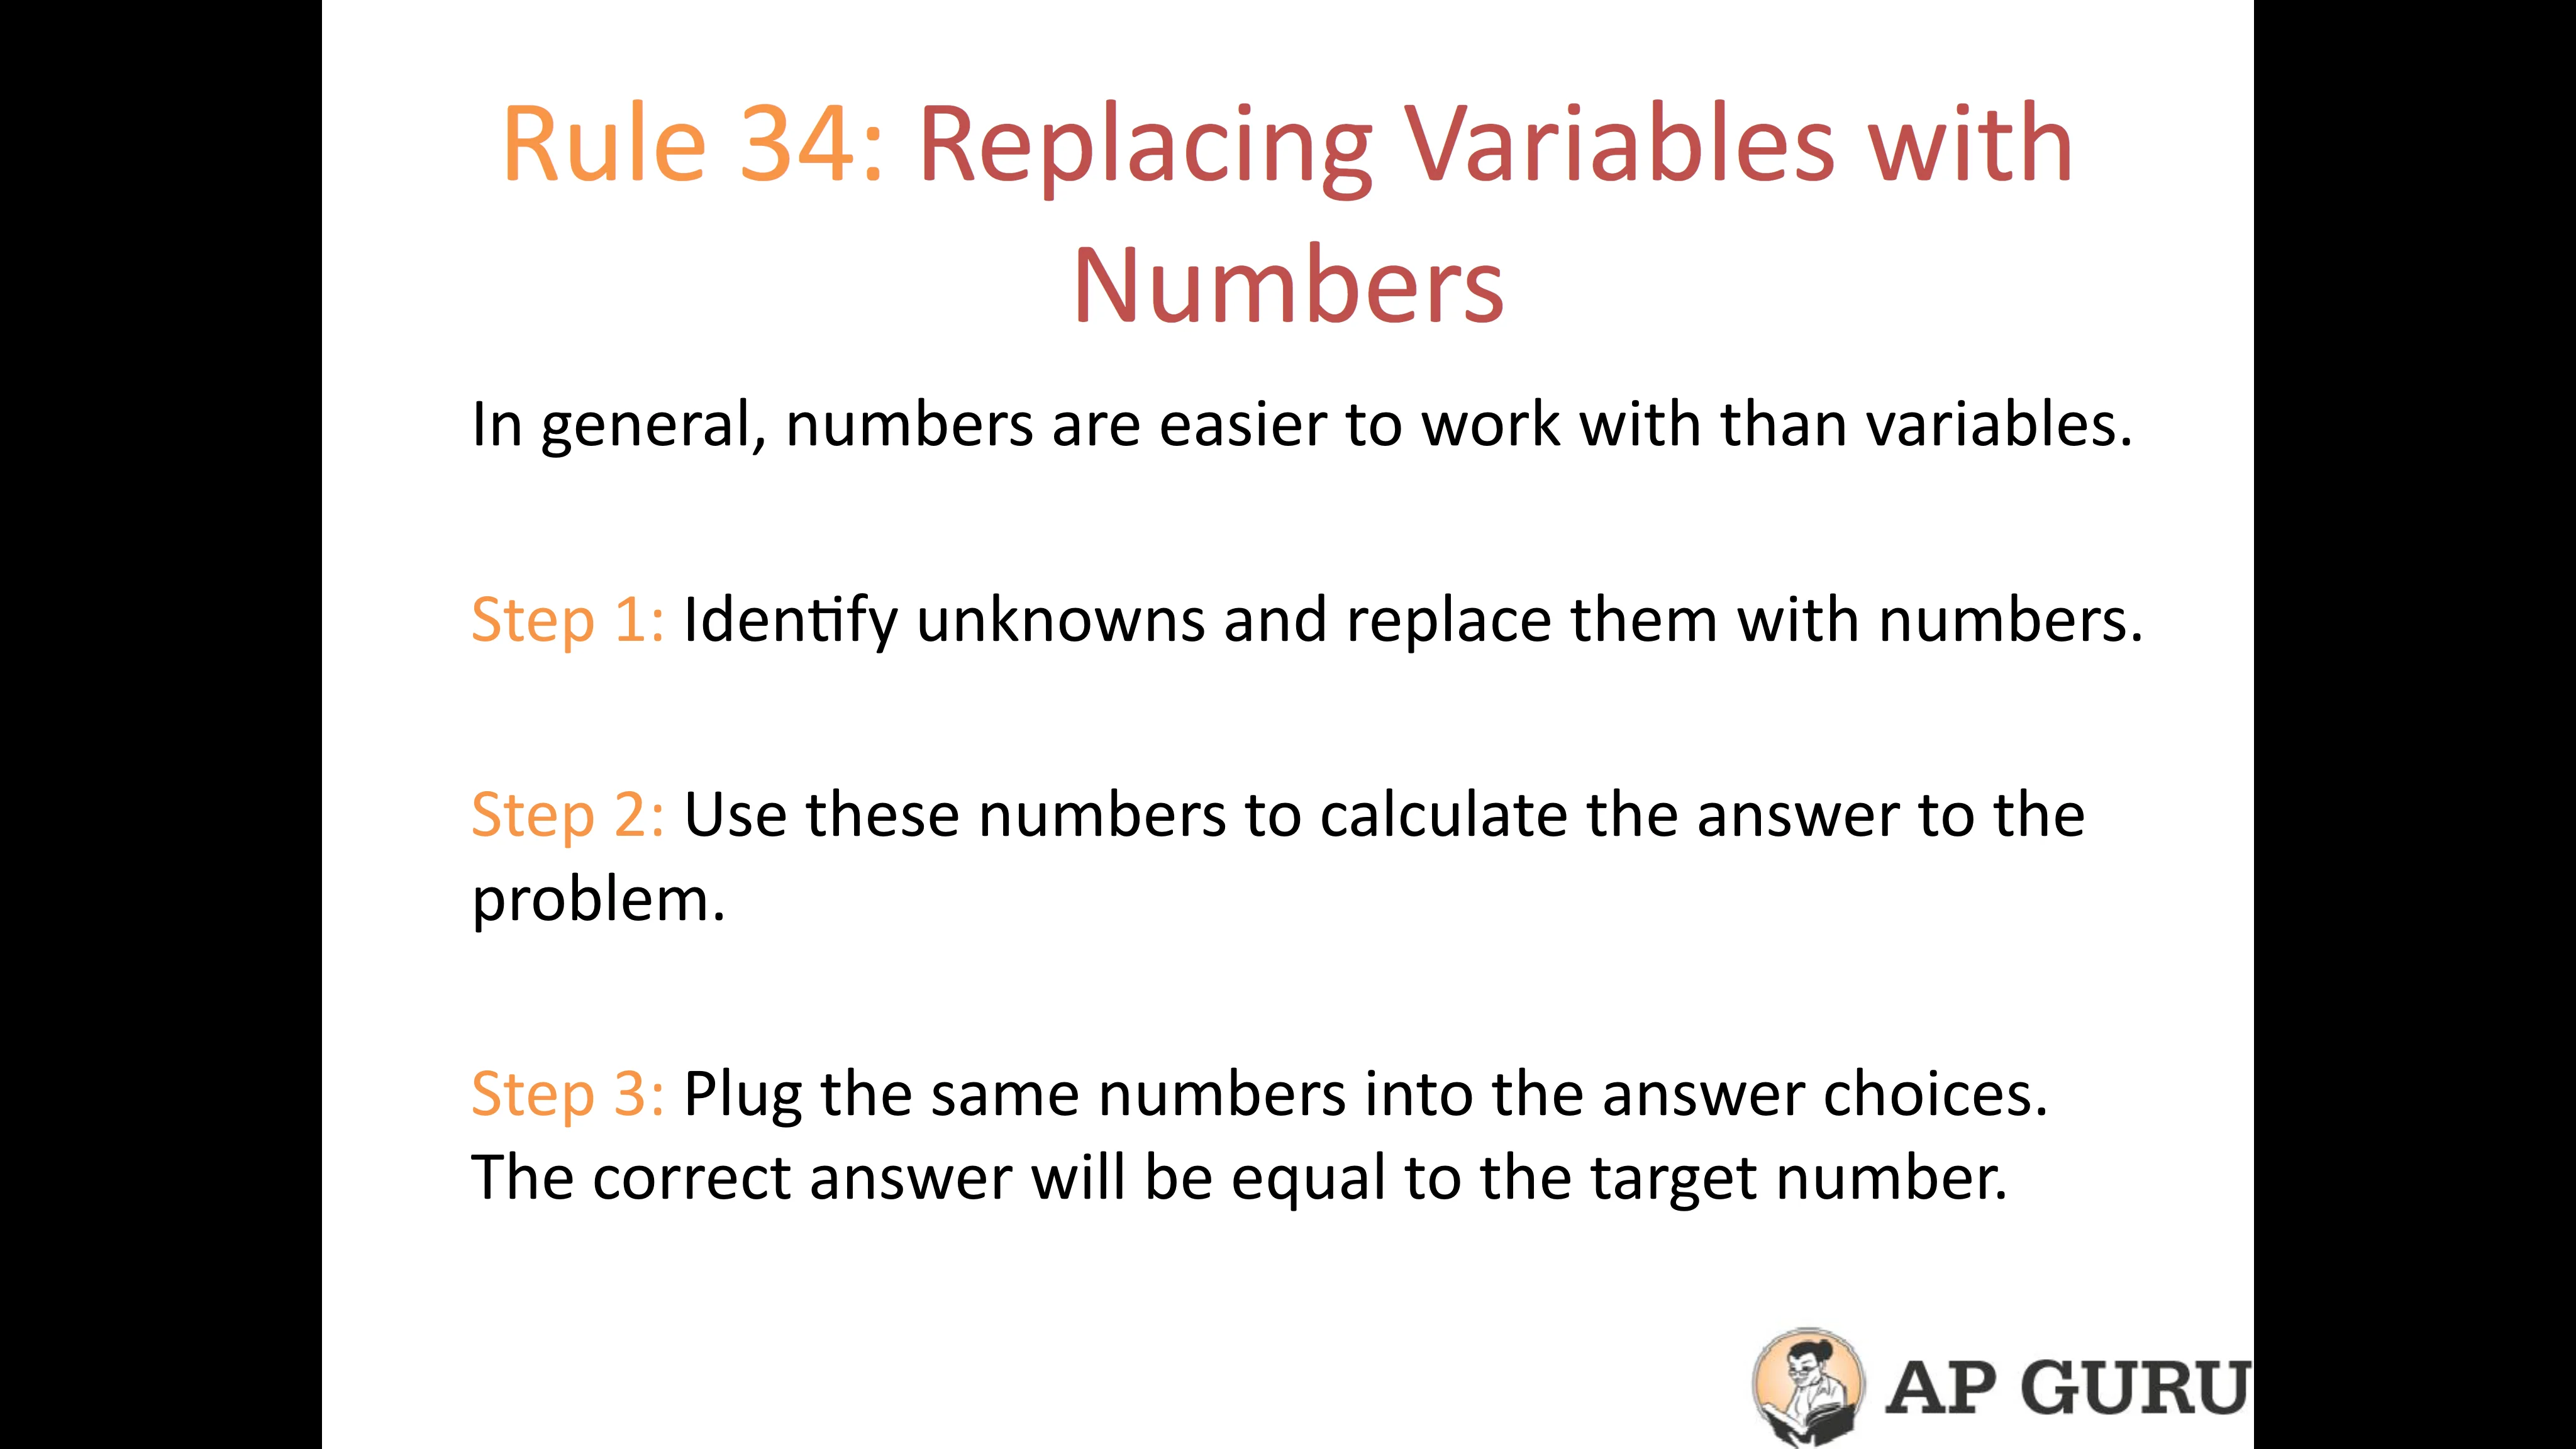 Rule 34: Replacing Variables with
Numbers
In general, numbers are easier to work with than variables.
Step 1: Identify unknowns and replace them with numbers.
Step 2: Use these numbers to calculate the answer to the
problem.
Step 3: Plug the same numbers into the answer choices.
The correct answer will be equal to the target number.
AP GURU